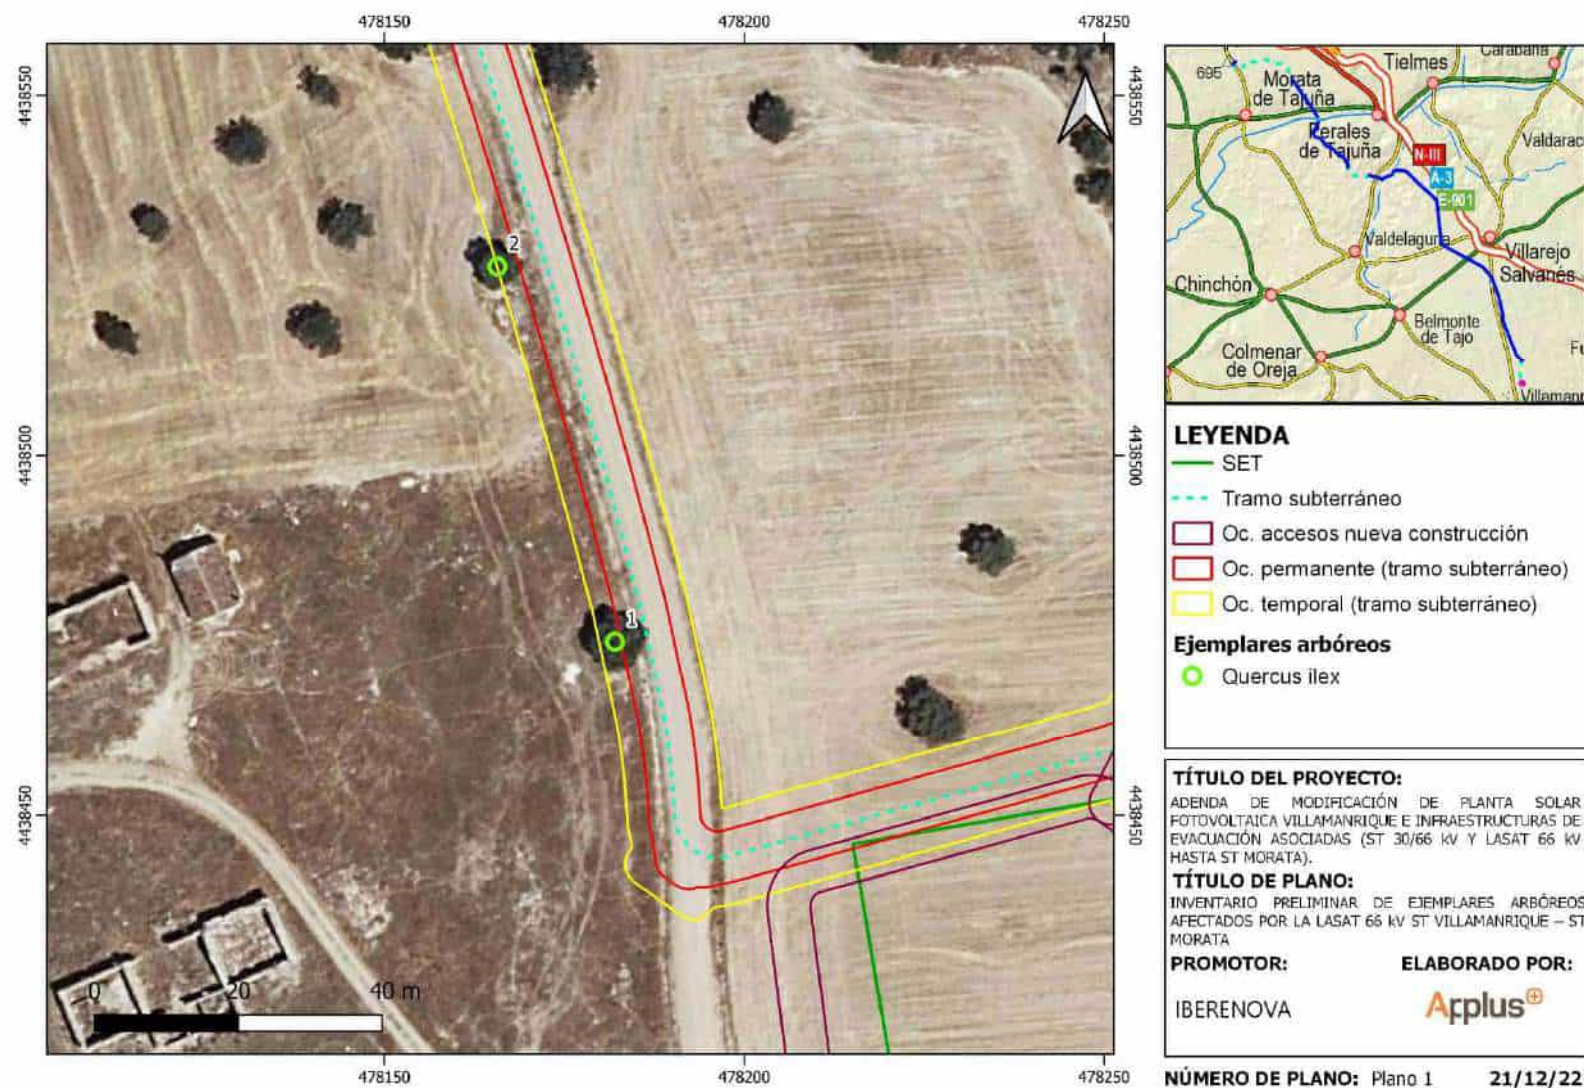 478150
478200
478250
4438550
4438550
4438500
4438500
4438450
4438450
2
1
0
20
40 m
478150
478200
478250
695
Morata
de Tajuña
Tielmes
Carabaña
Perales
de Tajuña
Valdarac
N-III
A-3
E-901
Valdelaguna
Villarejo
Salvanés
Chinchón
Belmonte
de Tajo
Colmenar
de Oreja
Fu
Villamanr
LEYENDA
SET
Tramo subterráneo
Oc. accesos nueva construcción
Oc. permanente (tramo subterráneo)
Oc. temporal (tramo subterráneo)
Ejemplares arbóreos
Quercus ilex
TÍTULO DEL PROYECTO:
ADENDA DE MODIFICACIÓN DE PLANTA SOLAR
FOTOVOLTAICA VILLAMANRIQUE E INFRAESTRUCTURAS DE
EVACUACIÓN ASOCIADAS (ST 30/66 KV Y LASAT 66 KV
HASTA ST MORATA).
TÍTULO DE PLANO:
INVENTARIO PRELIMINAR DE EJEMPLARES ARBÓREOS
AFECTADOS POR LA LASAT 66 KV ST VILLAMANRIQUE – ST
MORATA
PROMOTOR:
ELABORADO POR:
IBERENOVA
Applus+
NÚMERO DE PLANO: Plano 1
21/12/22